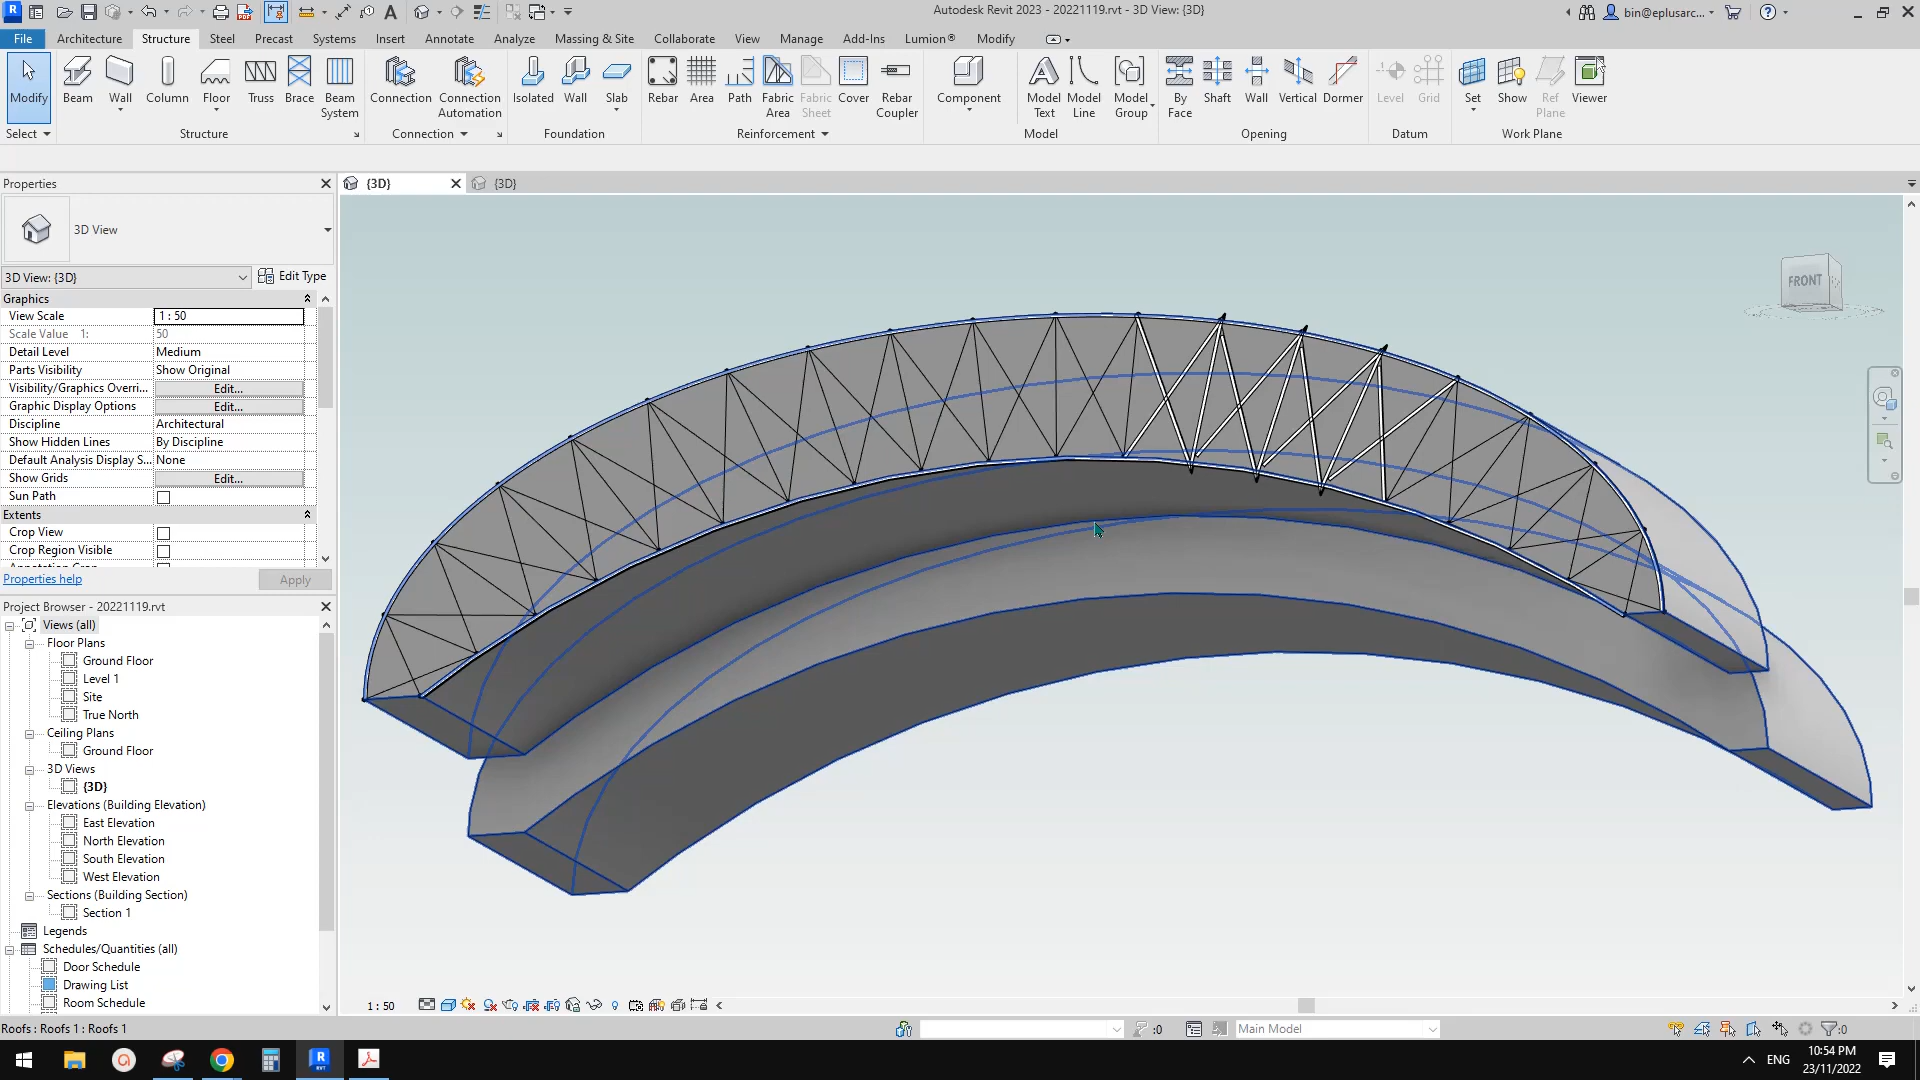 Autodesk Revit 2023 - 20221119.rvt - 3D View: {3D}
bin@eplusarc...
File Architecture Structure Steel Precast Systems Insert Annotate Analyze Massing & Site Collaborate View Manage Add-Ins Lumion® Modify
Modify Beam Wall Column Floor Truss Brace Beam System Connection Connection Automation Isolated Wall Slab Rebar Area Path Fabric Area Fabric Sheet Cover Rebar Coupler Component Model Text Model Line Model Group By Face Shaft Wall Vertical Dormer Level Grid Set Show Ref Plane Viewer
Select Structure Connection Foundation Reinforcement Model Opening Datum Work Plane
Properties
{3D} {3D}
3D View
3D View: {3D} Edit Type
Graphics
View Scale 1 : 50
Scale Value 1: 50
Detail Level Medium
Parts Visibility Show Original
Visibility/Graphics Overri... Edit...
Graphic Display Options Edit...
Discipline Architectural
Show Hidden Lines By Discipline
Default Analysis Display S... None
Show Grids Edit...
Sun Path
Extents
Crop View
Crop Region Visible
Properties help Apply
FRONT
Project Browser - 20221119.rvt
Views (all)
Floor Plans
Ground Floor
Level 1
Site
True North
Ceiling Plans
Ground Floor
3D Views
{3D}
Elevations (Building Elevation)
East Elevation
North Elevation
South Elevation
West Elevation
Sections (Building Section)
Section 1
Legends
Schedules/Quantities (all)
Door Schedule
Drawing List
Room Schedule
1 : 50
Roofs : Roofs 1 : Roofs 1
:0
Main Model
:0
ENG
10:54 PM
23/11/2022